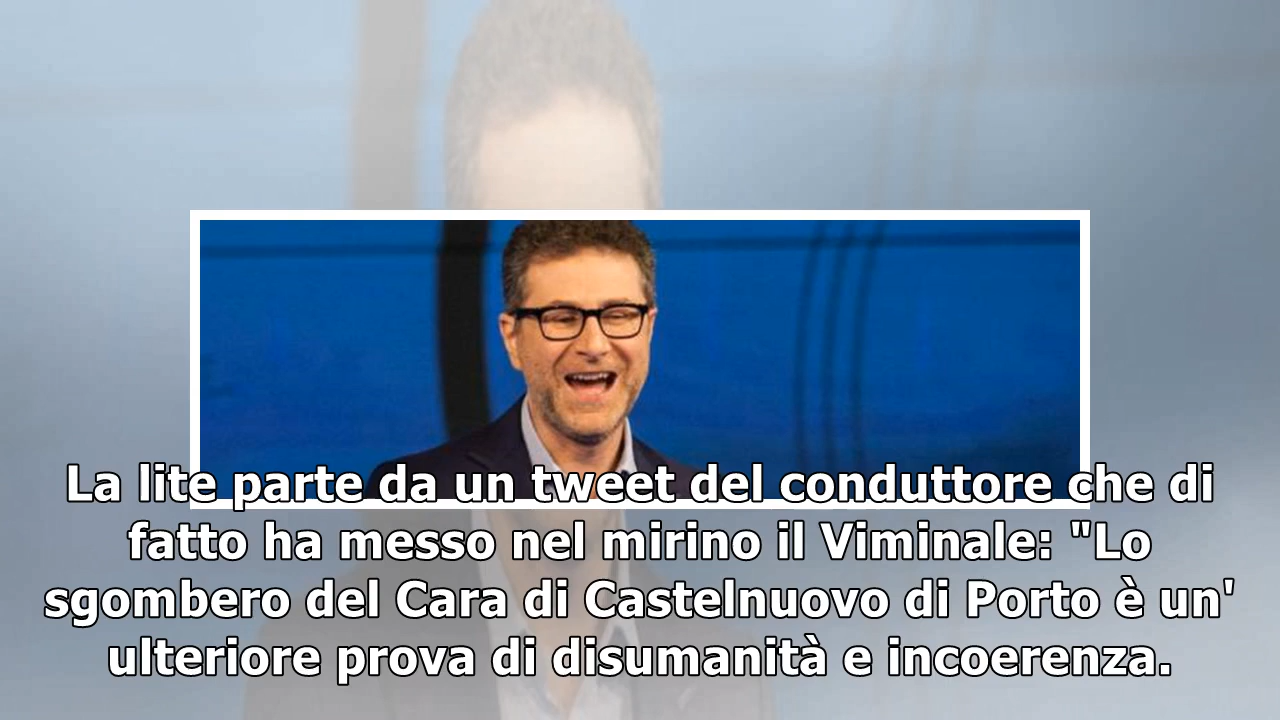 La lite parte da un tweet del conduttore che di
fatto ha messo nel mirino il Viminale: "Lo
sgombero del Cara di Castelnuovo di Porto è un'
ulteriore prova di disumanità e incoerenza.